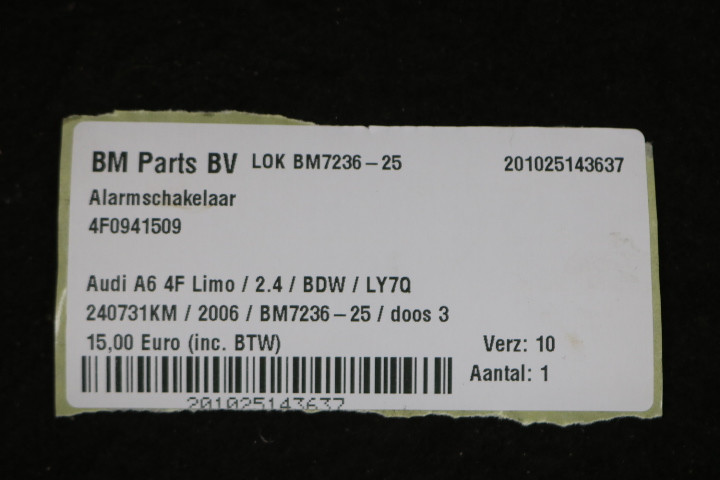 BM Parts BV LOK BM7236-25 201025143637
Alarmschakelaar
4F0941509
Audi A6 4F Limo / 2.4 / BDW / LY7Q
240731KM / 2006 / BM7236-25 / doos 3
15,00 Euro (inc. BTW) Verz: 10
Aantal: 1
201025143637